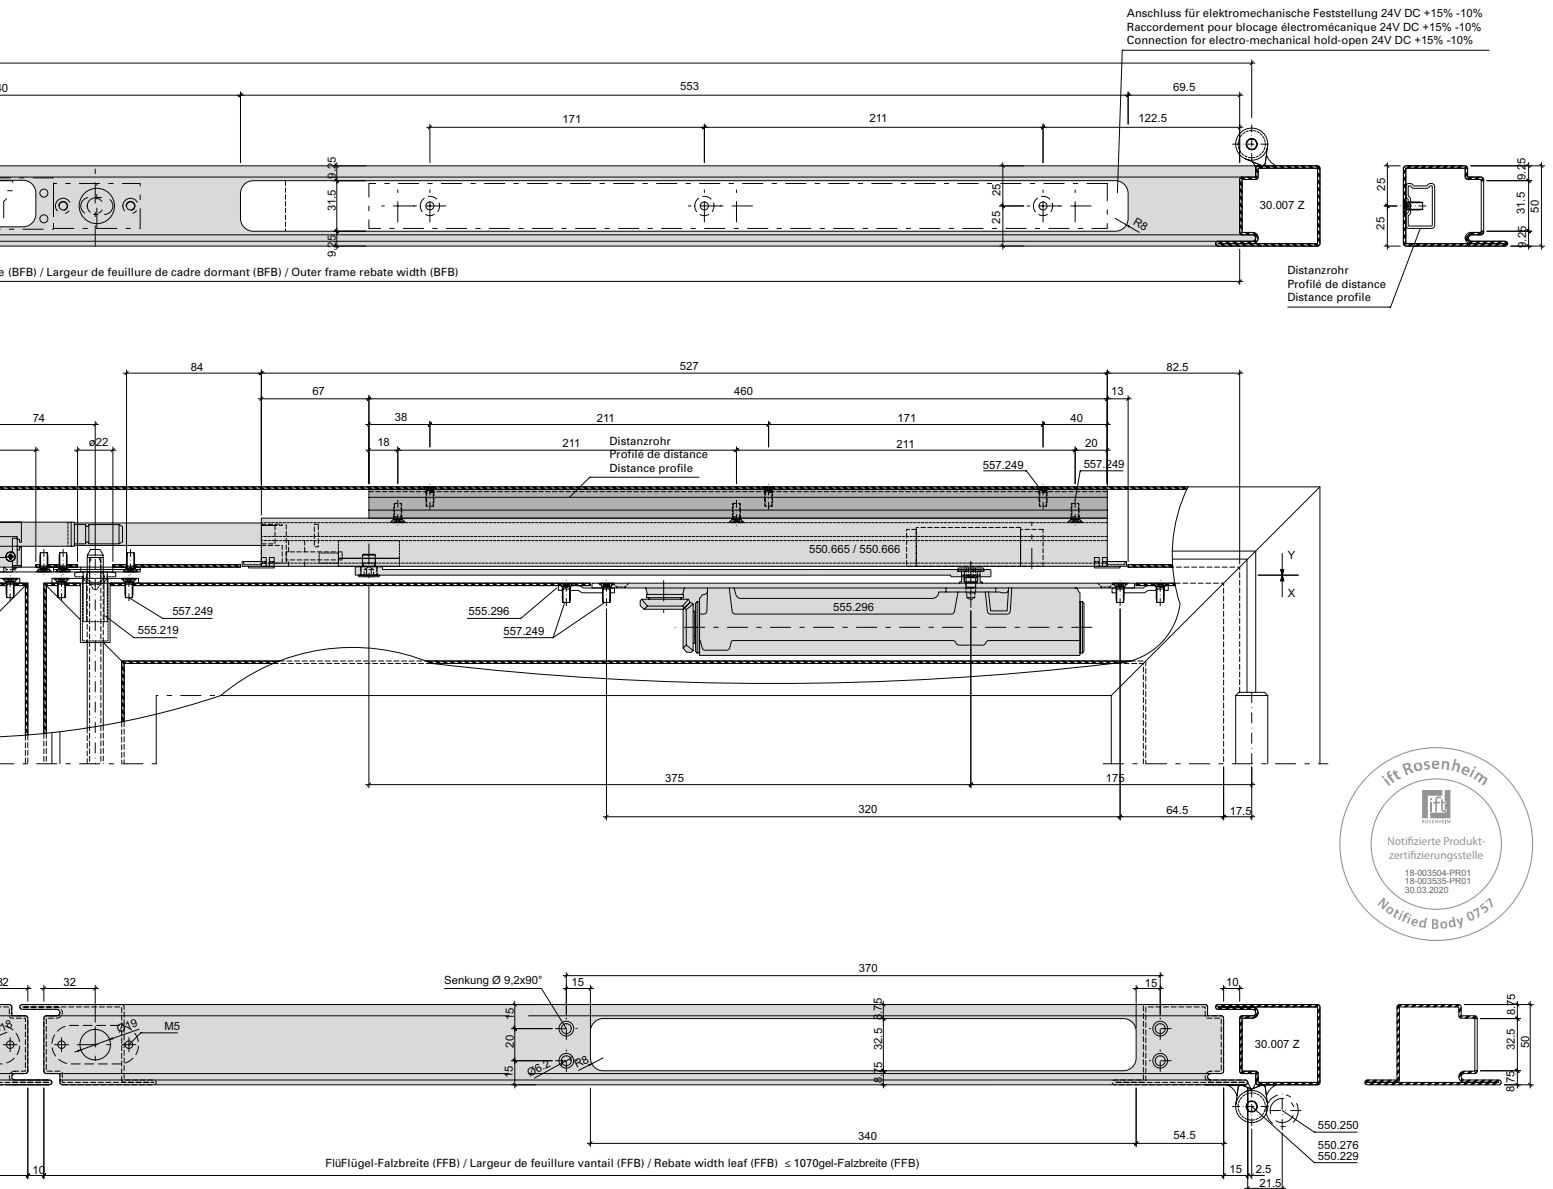 Anschluss für elektromechanische Feststellung 24V DC +15% -10%
Raccordement pour blocage électromécanique 24V DC +15% -10%
Connection for electro-mechanical hold-open 24V DC +15% -10%
553
69.5
171
211
122.5
9.25
31.5
9.25
25
25
R8
30.007 Z
25
25
9.25
31.5
9.25
50
e (BFB) / Largeur de feuillure de cadre dormant (BFB) / Outer frame rebate width (BFB)
Distanzrohr
Profilé de distance
Distance profile
84
527
82.5
67
460
13
74
38
211
171
40
ø22
18
211
211
20
Distanzrohr
Profilé de distance
Distance profile
557.249
557.249
550.665 / 550.666
Y
X
557.249
555.219
555.296
557.249
555.296
375
175
320
64.5
17.5
ift Rosenheim
ift
ROSENHEIM
Notifizierte Produkt-
zertifizierungsstelle
18-003504-PR01
18-003535-PR01
30.03.2020
Notified Body 0757
32
Senkung Ø 9,2x90°
15
370
15
10
M5
Ø19
15
20
15
Ø6.2
R8
8.75
32.5
8.75
30.007 Z
8.75
32.5
8.75
50
340
54.5
550.250
550.276
550.229
10
FlüFlügel-Falzbreite (FFB) / Largeur de feuillure vantail (FFB) / Rebate width leaf (FFB) ≤ 1070gel-Falzbreite (FFB)
15
2.5
21.5